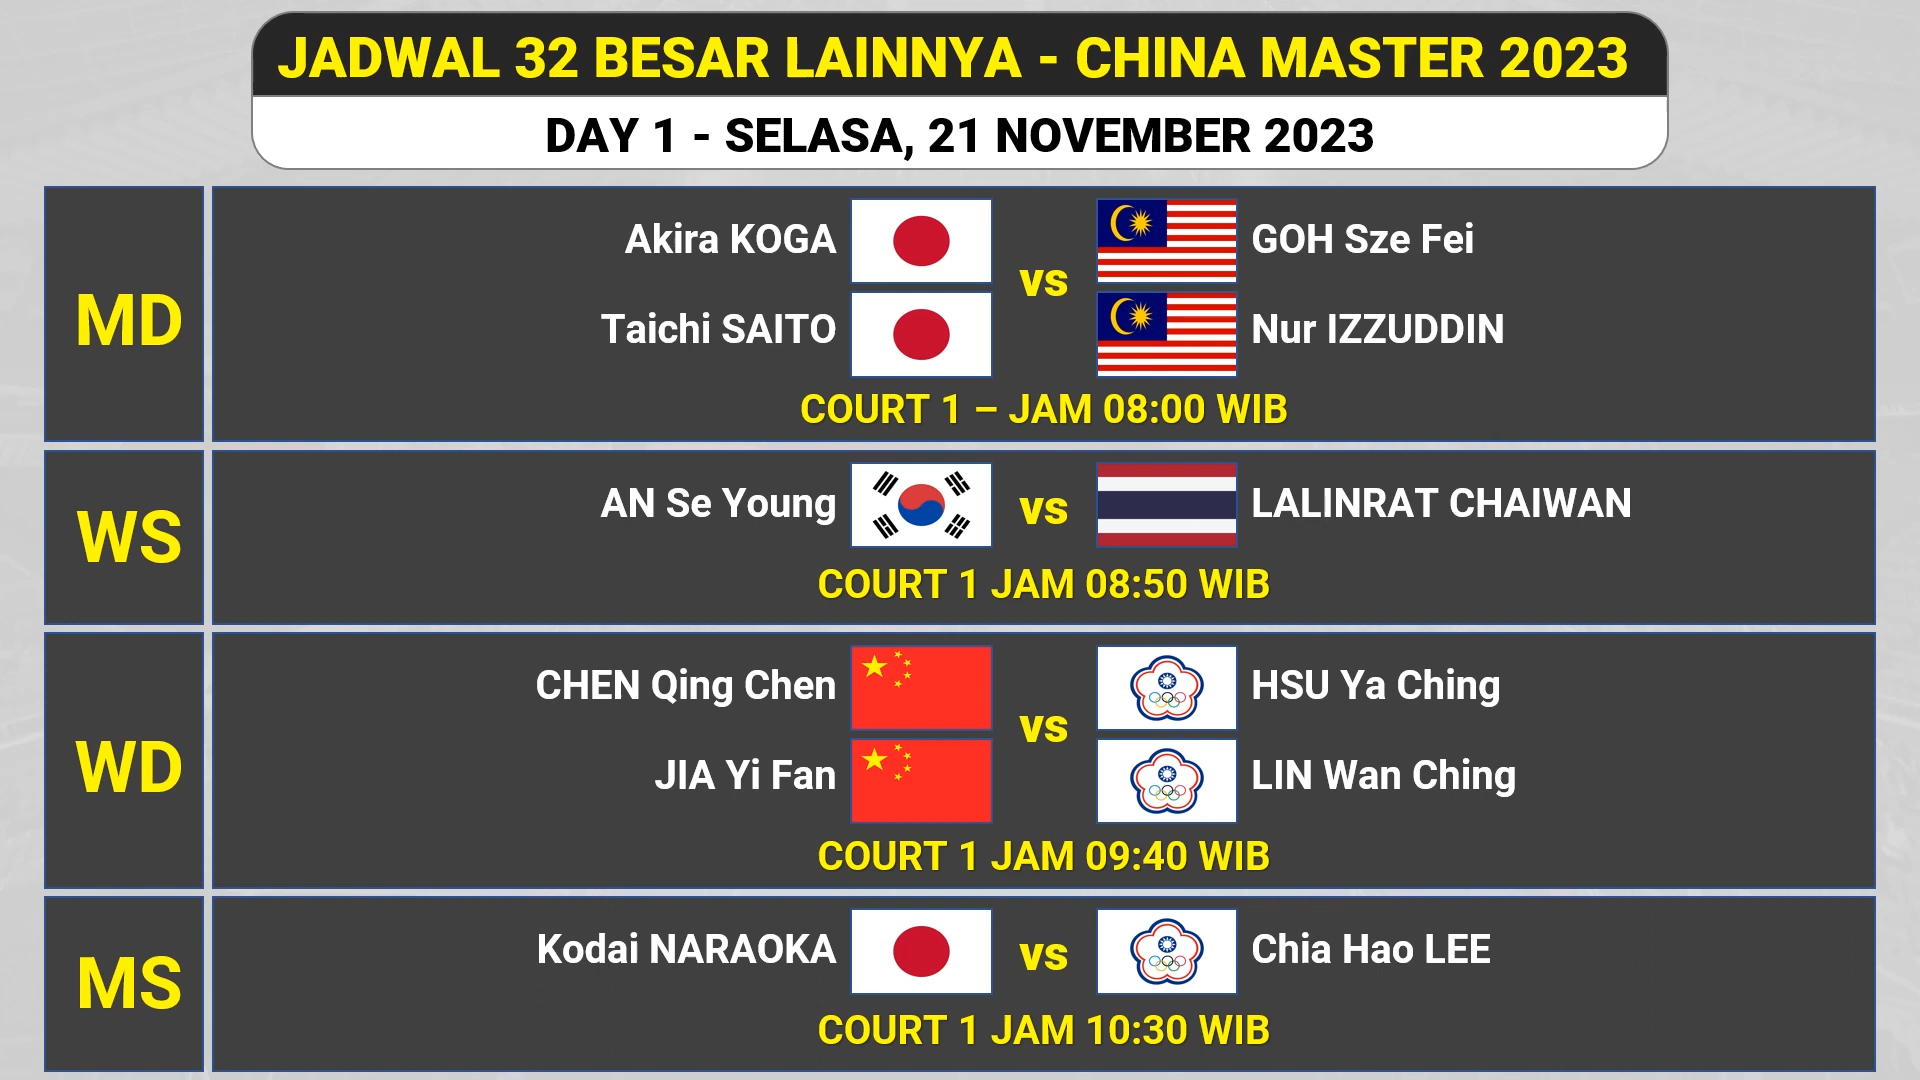 JADWAL 32 BESAR LAINNYA - CHINA MASTER 2023
DAY 1 - SELASA, 21 NOVEMBER 2023
MD
Akira KOGA
Taichi SAITO
vs
GOH Sze Fei
Nur IZZUDDIN
COURT 1 – JAM 08:00 WIB
WS
AN Se Young
vs
LALINRAT CHAIWAN
COURT 1 JAM 08:50 WIB
WD
CHEN Qing Chen
JIA Yi Fan
vs
HSU Ya Ching
LIN Wan Ching
COURT 1 JAM 09:40 WIB
MS
Kodai NARAOKA
vs
Chia Hao LEE
COURT 1 JAM 10:30 WIB